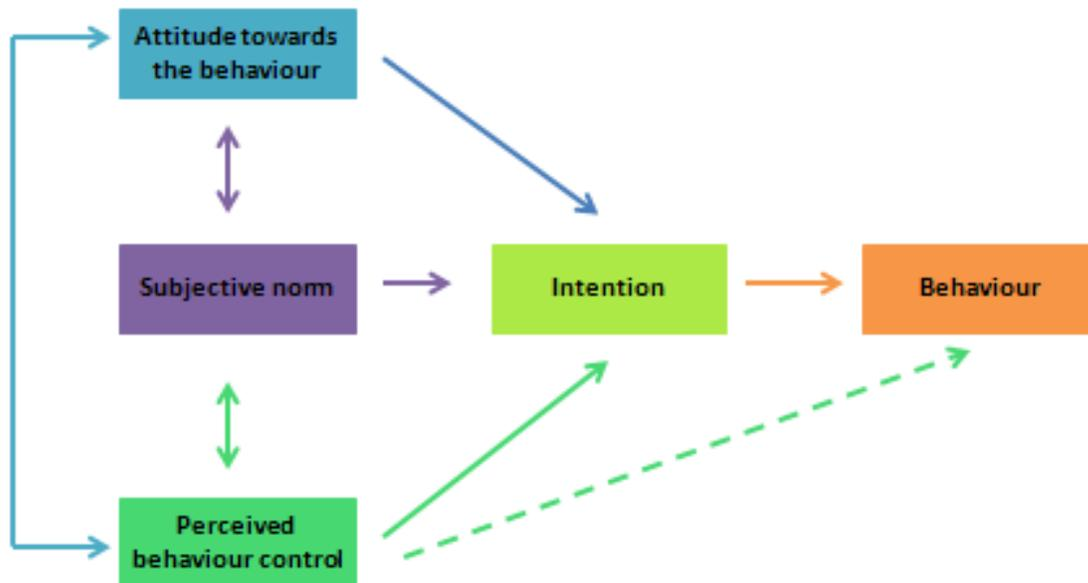 Attitude towards
the behaviour
Subjective norm
Intention
Behaviour
Perceived
behaviour control